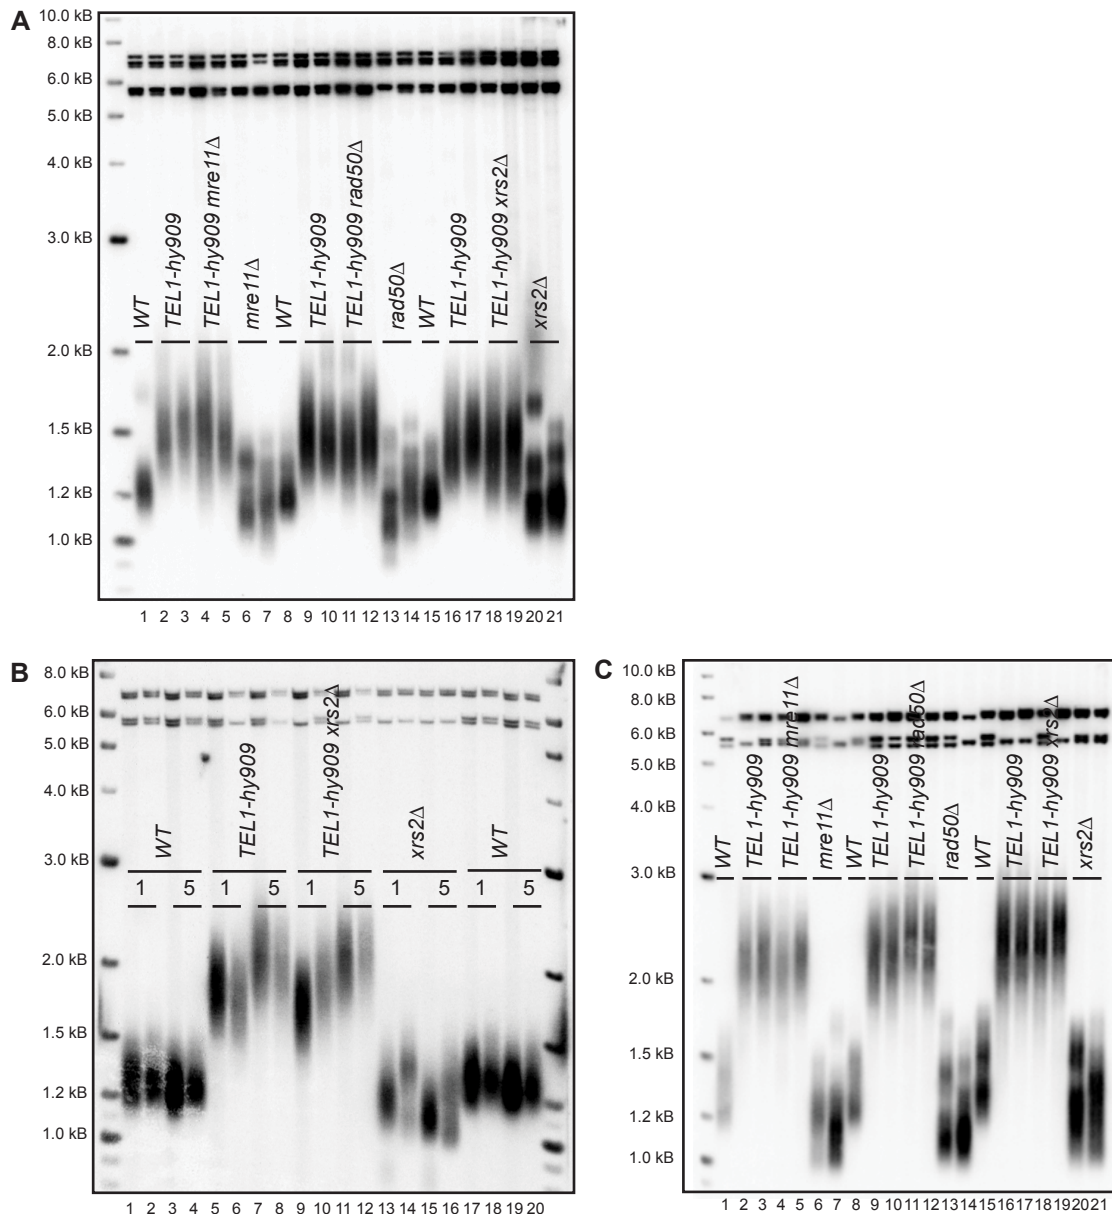 A
10.0 kB
8.0 kB
6.0 kB
5.0 kB
4.0 kB
3.0 kB
2.0 kB
1.5 kB
1.2 kB
1.0 kB
WT
TEL1-hy909
TEL1-hy909 mre11Δ
mre11Δ
WT
TEL1-hy909
TEL1-hy909 rad50Δ
rad50Δ
WT
TEL1-hy909
TEL1-hy909 xrs2Δ
xrs2Δ
1 2 3 4 5 6 7 8 9 10 11 12 13 14 15 16 17 18 19 20 21
B
8.0 kB
6.0 kB
5.0 kB
4.0 kB
3.0 kB
2.0 kB
1.5 kB
1.2 kB
1.0 kB
WT
TEL1-hy909
TEL1-hy909 xrs2Δ
xrs2Δ
WT
1 5 1 5 1 5 1 5 1 5
1 2 3 4 5 6 7 8 9 10 11 12 13 14 15 16 17 18 19 20
C
10.0 kB
8.0 kB
6.0 kB
5.0 kB
4.0 kB
3.0 kB
2.0 kB
1.5 kB
1.2 kB
1.0 kB
WT
TEL1-hy909
TEL1-hy909 mre11Δ
mre11Δ
WT
TEL1-hy909
TEL1-hy909 rad50Δ
rad50Δ
WT
TEL1-hy909
TEL1-hy909 xrs2Δ
xrs2Δ
1 2 3 4 5 6 7 8 9 10 11 12 13 14 15 16 17 18 19 20 21